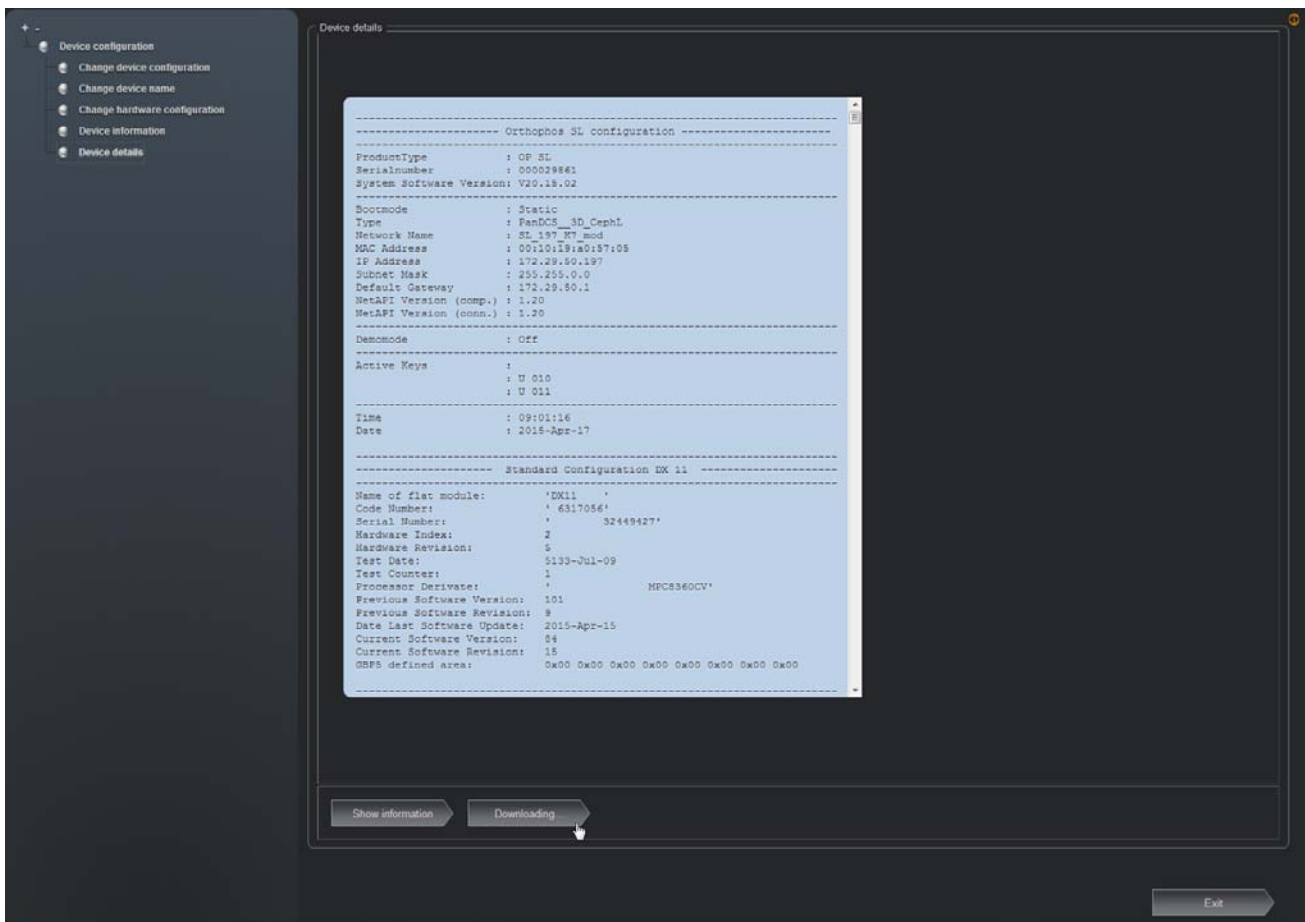 + -
Device configuration
Change device configuration
Change device name
Change hardware configuration
Device information
Device details
Device details
------------------------------------------------------------------------
--------------------- Orthophos SL configuration ----------------------
------------------------------------------------------------------------
ProductType : OP SL
Serialnumber : 000029861
System Software Version: V20.15.02
------------------------------------------------------------------------
Bootmode : Static
Type : PanDCS__3D_CephL
Network Name : SL_197_K7_mod
MAC Address : 00:10:19:a0:57:05
IP Address : 172.29.50.197
Subnet Mask : 255.255.0.0
Default Gateway : 172.29.50.1
NetAPI Version (comp.) : 1.20
NetAPI Version (conn.) : 1.20
------------------------------------------------------------------------
Demomode : Off
------------------------------------------------------------------------
Active Keys :
: U 010
: U 011
------------------------------------------------------------------------
Time : 09:01:16
Date : 2015-Apr-17
------------------------------------------------------------------------
-------------------- Standard Configuration DX 11 --------------------
------------------------------------------------------------------------
Name of flat module: 'DX11 '
Code Number: ' 6317056'
Serial Number: ' 32449427'
Hardware Index: 2
Hardware Revision: 5
Test Date: 5133-Jul-09
Test Counter: 1
Processor Derivate: ' MPC8360CV'
Previous Software Version: 101
Previous Software Revision: 9
Date Last Software Update: 2015-Apr-15
Current Software Version: 84
Current Software Revision: 15
GBPS defined area: 0x00 0x00 0x00 0x00 0x00 0x00 0x00 0x00
------------------------------------------------------------------------
Show information
Downloading...
Exit